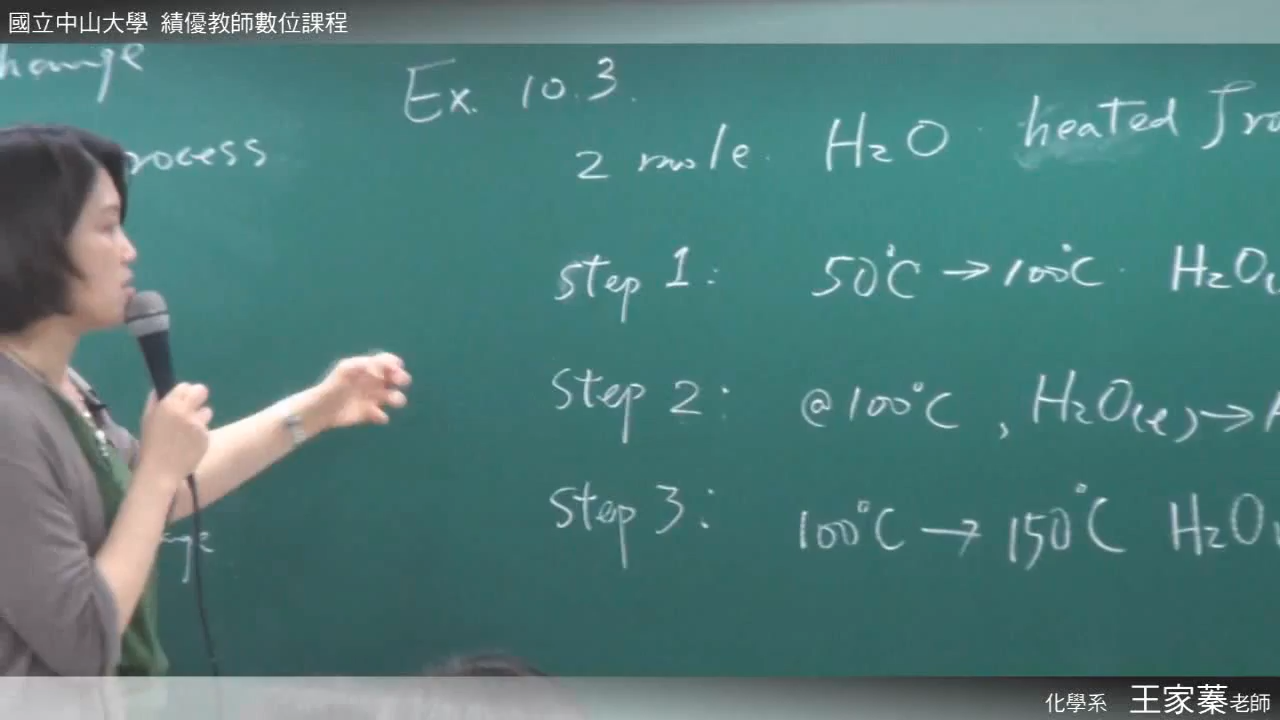 國立中山大學 績優教師數位課程
hange
rocess
Ex. 10.3.
2 mole. H₂O heated fro
step 1: 50°C → 100°C. H₂O(
step 2: @ 100°C, H₂O(ℓ) → H
step 3: 100°C → 150°C H₂O(
化學系 王家蓁老師